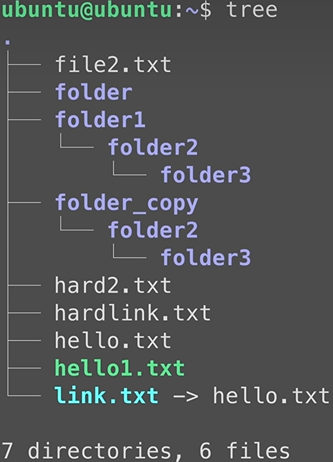 ubuntu@ubuntu:~$ tree
.
├── file2.txt
├── folder
├── folder1
│   └── folder2
│       └── folder3
├── folder_copy
│   └── folder2
│       └── folder3
├── hard2.txt
├── hardlink.txt
├── hello.txt
├── hello1.txt
└── link.txt -> hello.txt
7 directories, 6 files